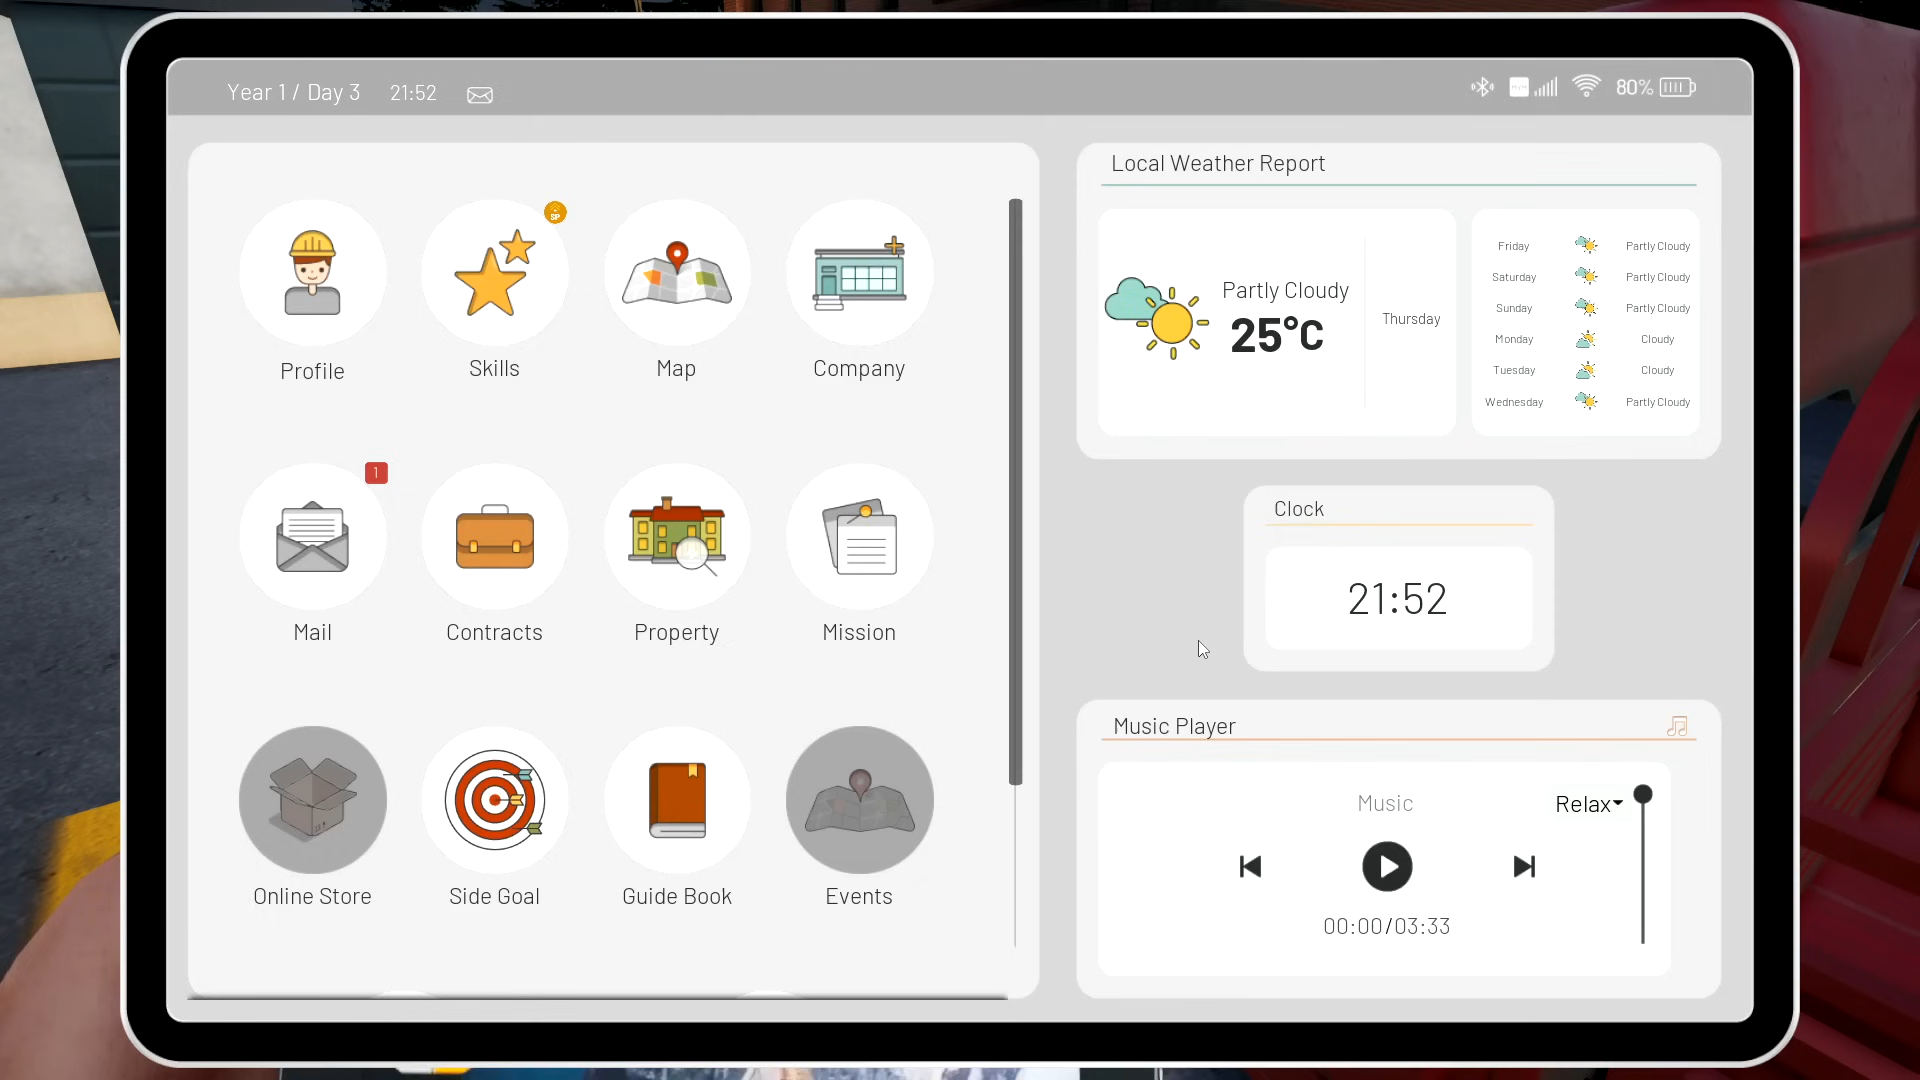 Year 1 / Day 3 21:52
80%
SP
Profile
Skills
Map
Company
1
Mail
Contracts
Property
Mission
Online Store
Side Goal
Guide Book
Events
Local Weather Report
Partly Cloudy
25°C
Thursday
Friday Partly Cloudy
Saturday Partly Cloudy
Sunday Partly Cloudy
Monday Cloudy
Tuesday Cloudy
Wednesday Partly Cloudy
Clock
21:52
Music Player
Music
Relax
00:00/03:33